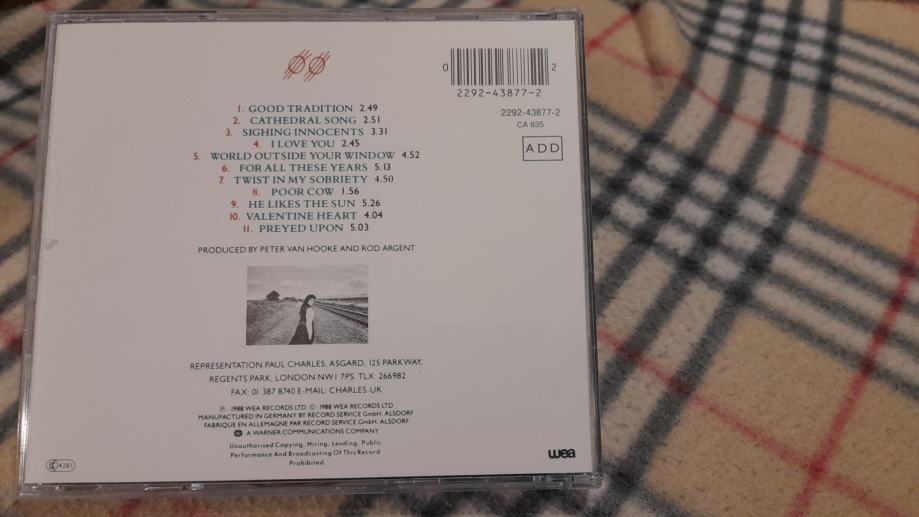 0 2
2292-43877-2
2292-43877-2
CA 835
ADD
1. GOOD TRADITION 2.49
2. CATHEDRAL SONG 2.51
3. SIGHING INNOCENTS 3.31
4. I LOVE YOU 2.45
5. WORLD OUTSIDE YOUR WINDOW 4.52
6. FOR ALL THESE YEARS 5.13
7. TWIST IN MY SOBRIETY 4.50
8. POOR COW 1.56
9. HE LIKES THE SUN 5.26
10. VALENTINE HEART 4.04
11. PREYED UPON 5.03
PRODUCED BY PETER VAN HOOKE AND ROD ARGENT
REPRESENTATION PAUL CHARLES, ASGARD, 125 PARKWAY,
REGENTS PARK, LONDON NW1 7PS. TLX: 266982
FAX: 01 387 8740 E-MAIL: CHARLES-UK
℗ 1988 WEA RECORDS LTD © 1988 WEA RECORDS LTD
MANUFACTURED IN GERMANY BY RECORD SERVICE GmbH, ALSDORF
FABRIQUE EN ALLEMAGNE PAR RECORD SERVICE GmbH, ALSDORF
A WARNER COMMUNICATIONS COMPANY
Unauthorised Copying, Hiring, Lending, Public
Performance And Broadcasting Of This Record
Prohibited.
4281
wea